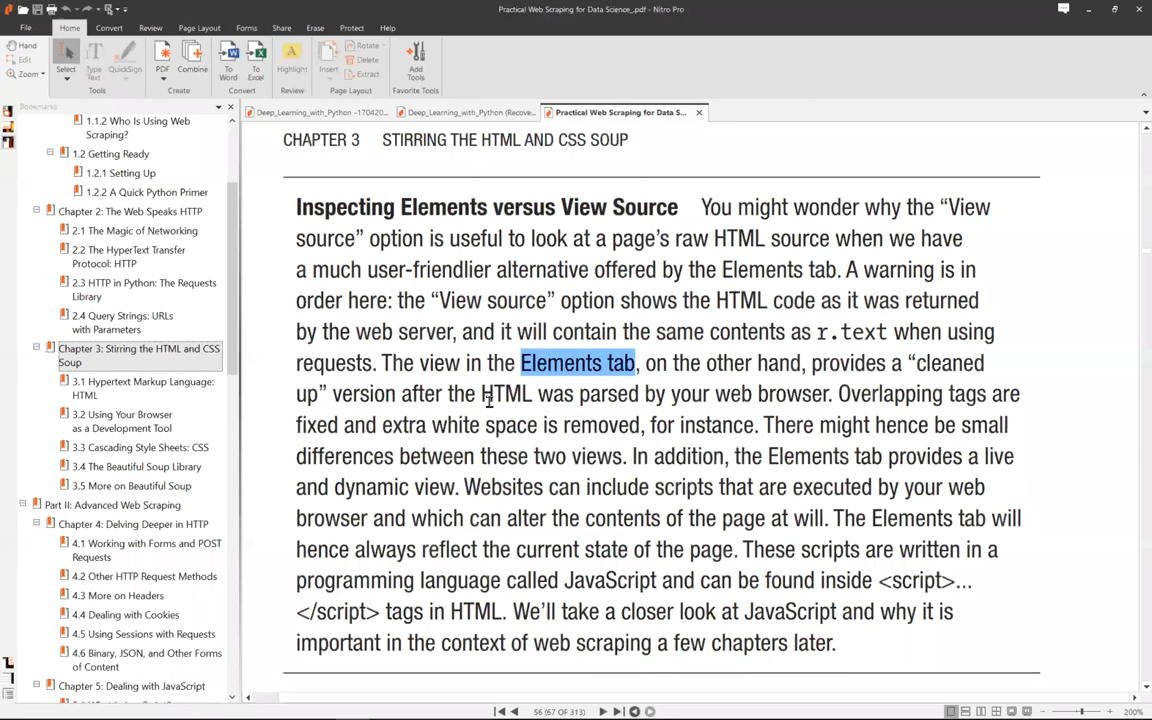 Practical Web Scraping for Data Science_.pdf - Nitro Pro
File Home Convert Review Page Layout Forms Share Erase Protect Help
Hand
Edit
Zoom
Select
Type Text
QuickSign
PDF
Combine
To Word
To Excel
Highlight
Insert
Rotate
Delete
Extract
Add Tools
Tools Create Convert Review Page Layout Favorite Tools
Bookmarks
Deep_Learning_with_Python -170420... Deep_Learning_with_Python (Recove... Practical Web Scraping for Data S...
1.1.2 Who Is Using Web
Scraping?
1.2 Getting Ready
1.2.1 Setting Up
1.2.2 A Quick Python Primer
Chapter 2: The Web Speaks HTTP
2.1 The Magic of Networking
2.2 The HyperText Transfer
Protocol: HTTP
2.3 HTTP in Python: The Requests
Library
2.4 Query Strings: URLs
with Parameters
Chapter 3: Stirring the HTML and CSS
Soup
3.1 Hypertext Markup Language:
HTML
3.2 Using Your Browser
as a Development Tool
3.3 Cascading Style Sheets: CSS
3.4 The Beautiful Soup Library
3.5 More on Beautiful Soup
Part II: Advanced Web Scraping
Chapter 4: Delving Deeper in HTTP
4.1 Working with Forms and POST
Requests
4.2 Other HTTP Request Methods
4.3 More on Headers
4.4 Dealing with Cookies
4.5 Using Sessions with Requests
4.6 Binary, JSON, and Other Forms
of Content
Chapter 5: Dealing with JavaScript
CHAPTER 3 STIRRING THE HTML AND CSS SOUP
Inspecting Elements versus View Source You might wonder why the “View
source” option is useful to look at a page’s raw HTML source when we have
a much user-friendlier alternative offered by the Elements tab. A warning is in
order here: the “View source” option shows the HTML code as it was returned
by the web server, and it will contain the same contents as r.text when using
requests. The view in the Elements tab, on the other hand, provides a “cleaned
up” version after the HTML was parsed by your web browser. Overlapping tags are
fixed and extra white space is removed, for instance. There might hence be small
differences between these two views. In addition, the Elements tab provides a live
and dynamic view. Websites can include scripts that are executed by your web
browser and which can alter the contents of the page at will. The Elements tab will
hence always reflect the current state of the page. These scripts are written in a
programming language called JavaScript and can be found inside <script>...
</script> tags in HTML. We’ll take a closer look at JavaScript and why it is
important in the context of web scraping a few chapters later.
56 (67 OF 313)
200%